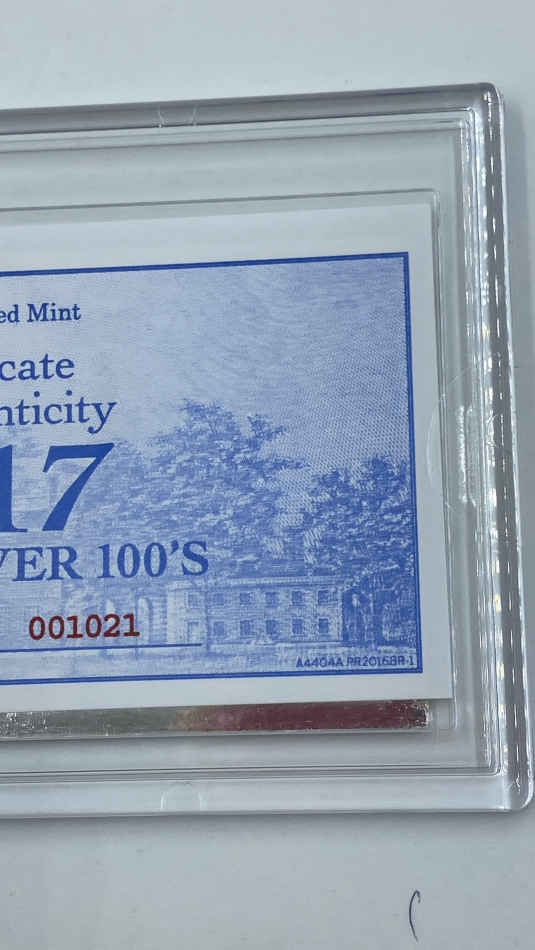 ed Mint
cate
nticity
17
VER 100'S
001021
A4404A PR2016BR-1